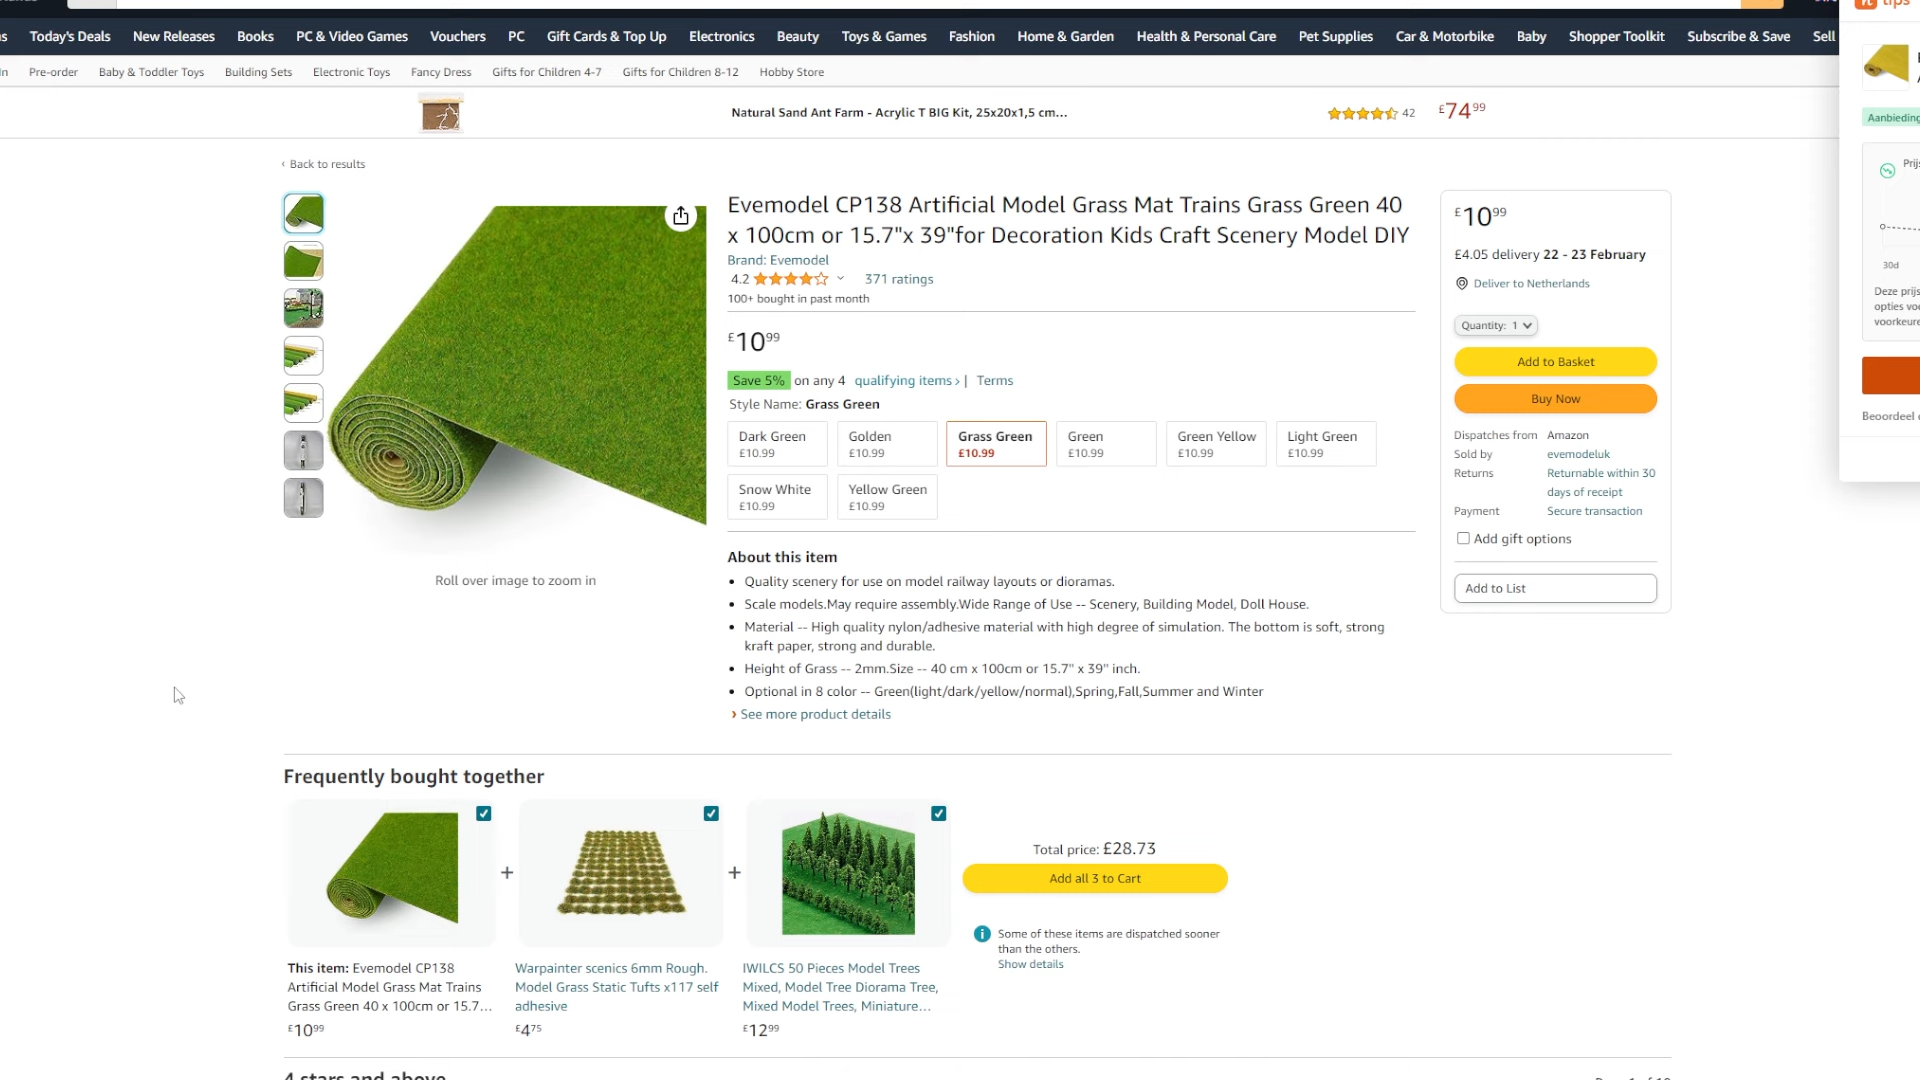 tips
Today's Deals
New Releases
Books
PC & Video Games
Vouchers
PC
Gift Cards & Top Up
Electronics
Beauty
Toys & Games
Fashion
Home & Garden
Health & Personal Care
Pet Supplies
Car & Motorbike
Baby
Shopper Toolkit
Subscribe & Save
Sell
Pre-order
Baby & Toddler Toys
Building Sets
Electronic Toys
Fancy Dress
Gifts for Children 4-7
Gifts for Children 8-12
Hobby Store
Natural Sand Ant Farm - Acrylic T BIG Kit, 25x20x1,5 cm...
42
£74.99
‹ Back to results
Roll over image to zoom in
Evemodel CP138 Artificial Model Grass Mat Trains Grass Green 40
x 100cm or 15.7"x 39"for Decoration Kids Craft Scenery Model DIY
Brand: Evemodel
4.2 371 ratings
100+ bought in past month
£10.99
Save 5% on any 4 qualifying items › | Terms
Style Name: Grass Green
Dark Green
£10.99
Golden
£10.99
Grass Green
£10.99
Green
£10.99
Green Yellow
£10.99
Light Green
£10.99
Snow White
£10.99
Yellow Green
£10.99
About this item
• Quality scenery for use on model railway layouts or dioramas.
• Scale models.May require assembly.Wide Range of Use -- Scenery, Building Model, Doll House.
• Material -- High quality nylon/adhesive material with high degree of simulation. The bottom is soft, strong
kraft paper, strong and durable.
• Height of Grass -- 2mm.Size -- 40 cm x 100cm or 15.7" x 39" inch.
• Optional in 8 color -- Green(light/dark/yellow/normal),Spring,Fall,Summer and Winter
› See more product details
£10.99
£4.05 delivery 22 - 23 February
Deliver to Netherlands
Quantity: 1
Add to Basket
Buy Now
Dispatches from Amazon
Sold by evemodeluk
Returns Returnable within 30
days of receipt
Payment Secure transaction
Add gift options
Add to List
Aanbieding
30d
Deze prijs
opties
Beoordeel
Frequently bought together
+
+
This item: Evemodel CP138
Artificial Model Grass Mat Trains
Grass Green 40 x 100cm or 15.7...
£10.99
Warpainter scenics 6mm Rough.
Model Grass Static Tufts x117 self
adhesive
£4.75
IWILCS 50 Pieces Model Trees
Mixed, Model Tree Diorama Tree,
Mixed Model Trees, Miniature...
£12.99
Total price: £28.73
Add all 3 to Cart
Some of these items are dispatched sooner
than the others.
Show details
4 stars and above